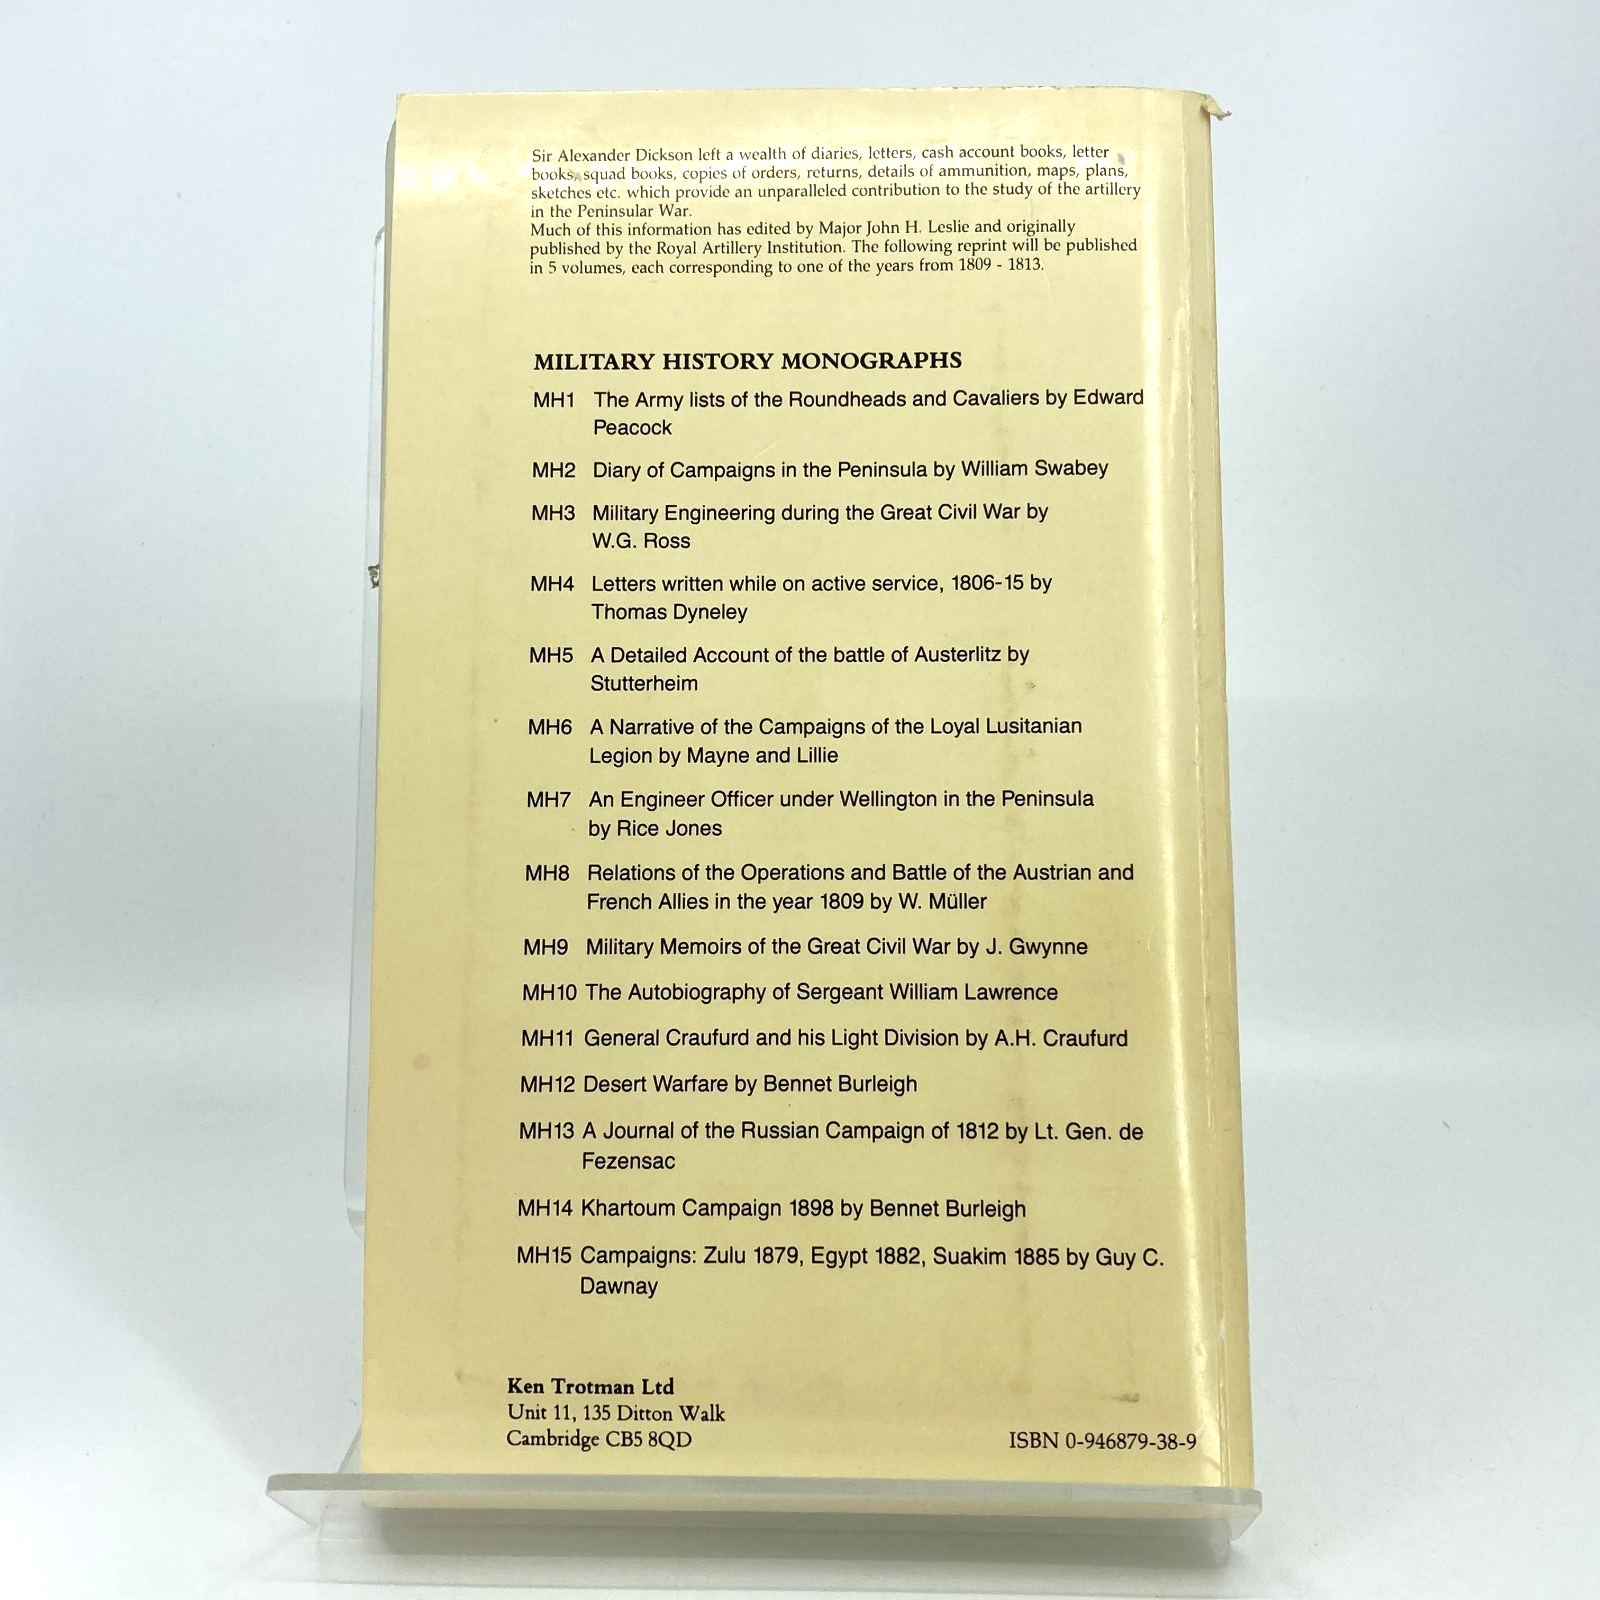 Sir Alexander Dickson left a wealth of diaries, letters, cash account books, letter
books, squad books, copies of orders, returns, details of ammunition, maps, plans,
sketches etc. which provide an unparalleled contribution to the study of the artillery
in the Peninsular War.
Much of this information has edited by Major John H. Leslie and originally
published by the Royal Artillery Institution. The following reprint will be published
in 5 volumes, each corresponding to one of the years from 1809 - 1813.
MILITARY HISTORY MONOGRAPHS
MH1 The Army lists of the Roundheads and Cavaliers by Edward
Peacock
MH2 Diary of Campaigns in the Peninsula by William Swabey
MH3 Military Engineering during the Great Civil War by
W.G. Ross
MH4 Letters written while on active service, 1806-15 by
Thomas Dyneley
MH5 A Detailed Account of the battle of Austerlitz by
Stutterheim
MH6 A Narrative of the Campaigns of the Loyal Lusitanian
Legion by Mayne and Lillie
MH7 An Engineer Officer under Wellington in the Peninsula
by Rice Jones
MH8 Relations of the Operations and Battle of the Austrian and
French Allies in the year 1809 by W. Müller
MH9 Military Memoirs of the Great Civil War by J. Gwynne
MH10 The Autobiography of Sergeant William Lawrence
MH11 General Craufurd and his Light Division by A.H. Craufurd
MH12 Desert Warfare by Bennet Burleigh
MH13 A Journal of the Russian Campaign of 1812 by Lt. Gen. de
Fezensac
MH14 Khartoum Campaign 1898 by Bennet Burleigh
MH15 Campaigns: Zulu 1879, Egypt 1882, Suakim 1885 by Guy C.
Dawnay
Ken Trotman Ltd
Unit 11, 135 Ditton Walk
Cambridge CB5 8QD
ISBN 0-946879-38-9